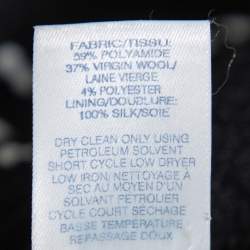 FABRIC/TISSU:
59% POLYAMIDE
37% VIRGIN WOOL/
LAINE VIERGE
4% POLYESTER
LINING/DOUBLURE:
100% SILK/SOIE
DRY CLEAN ONLY USING
PETROLEUM SOLVENT
SHORT CYCLE LOW DRYER
LOW IRON/NETTOYAGE A
SEC AU MOYEN D'UN
SOLVANT PETROLIER
CYCLE COURT SECHAGE
BASSE TEMPERATURE
REPASSAGE DOUX